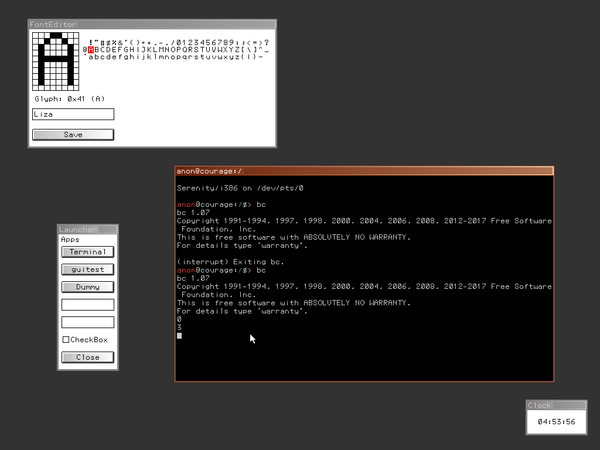 FontEditor
!"#$%&'()*+,-./0123456789:;<=>?
@ABCDEFGHIJKLMNOPQRSTUVWXYZ[\]^_
`abcdefghijklmnopqrstuvwxyz{|}~
Glyph: 0x41 (A)
Liza
Save
anon@courage:/
Serenity/i386 on /dev/pts/0
anon@courage:/$> bc
bc 1.07
Copyright 1991-1994, 1997, 1998, 2000, 2004, 2006, 2008, 2012-2017 Free Software
Foundation, Inc.
This is free software with ABSOLUTELY NO WARRANTY.
For details type `warranty'.
(interrupt) Exiting bc.
anon@courage:/$> bc
bc 1.07
Copyright 1991-1994, 1997, 1998, 2000, 2004, 2006, 2008, 2012-2017 Free Software
Foundation, Inc.
This is free software with ABSOLUTELY NO WARRANTY.
For details type `warranty'.
0
3
Launcher
Apps
Terminal
guitest
Dummy
CheckBox
Close
Clock
04:53:56